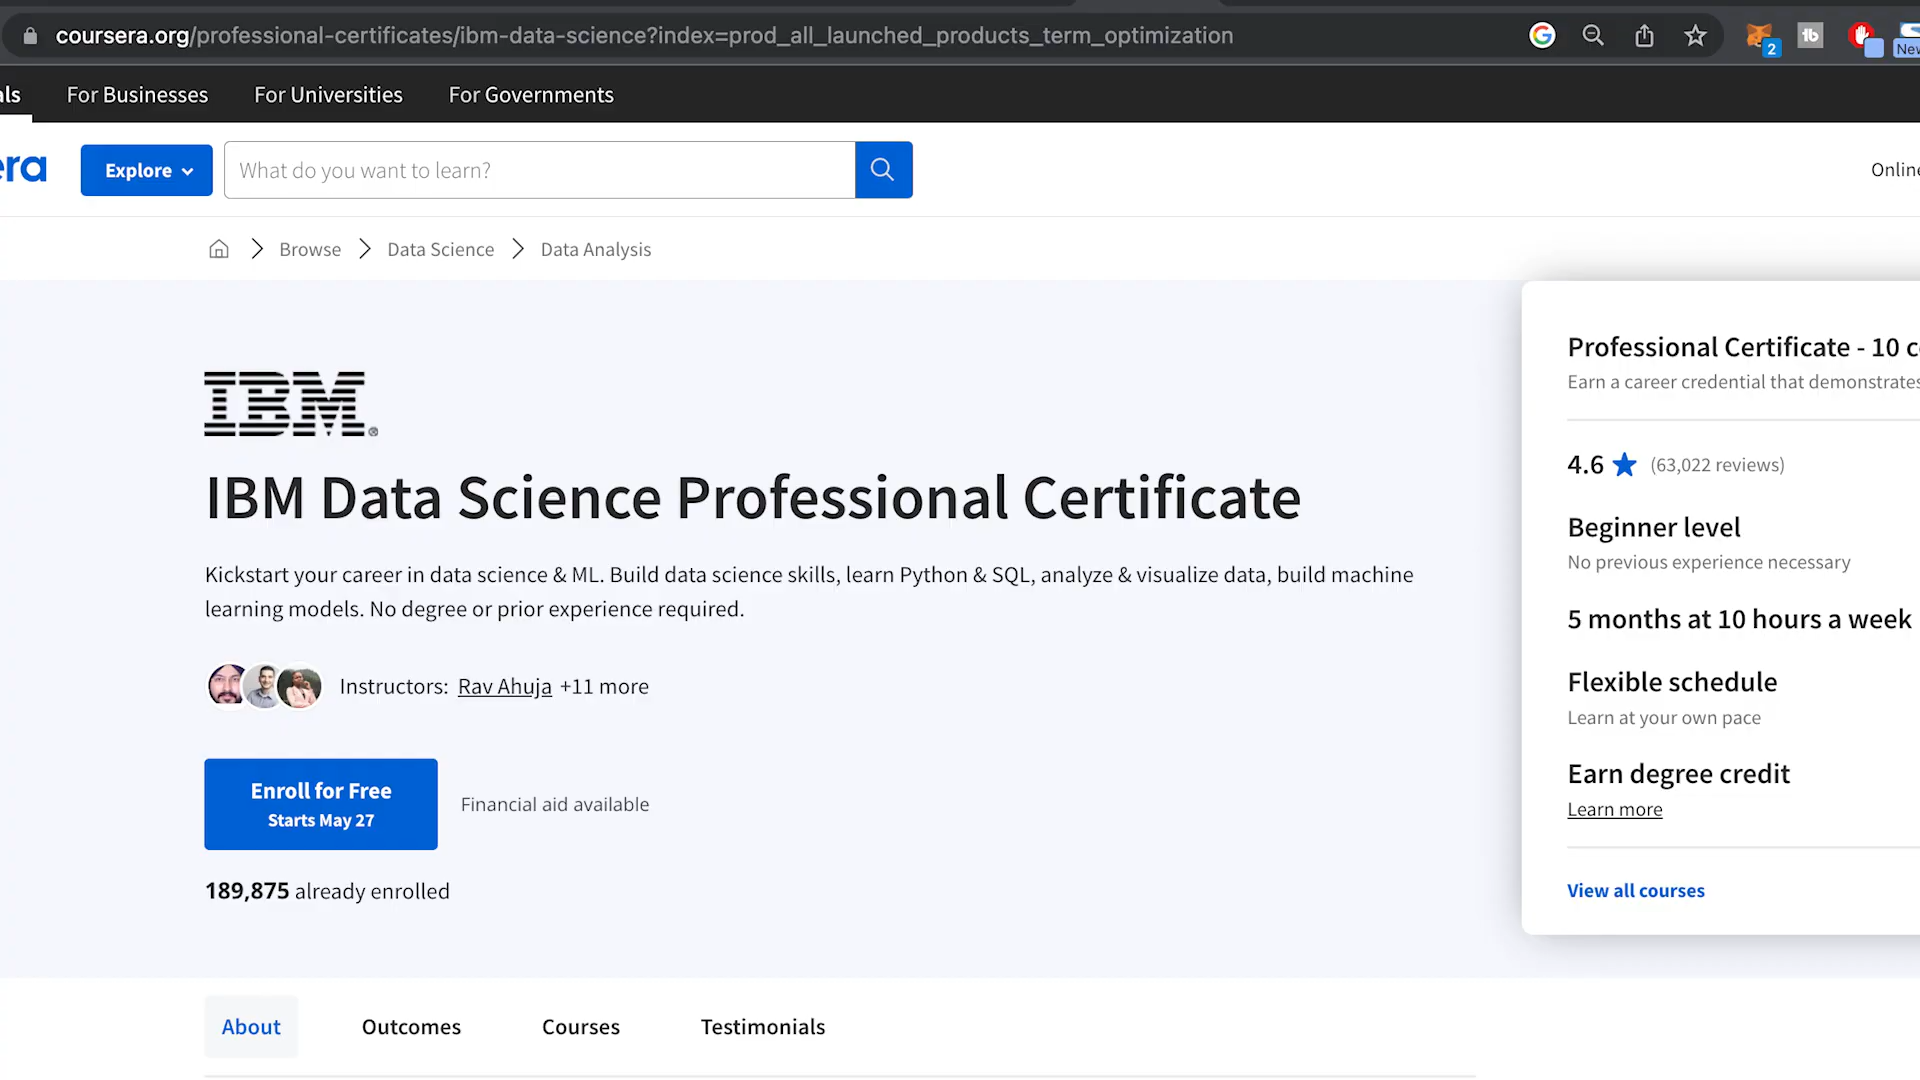 coursera.org/professional-certificates/ibm-data-science?index=prod_all_launched_products_term_optimization
2
tb
New
als
For Businesses
For Universities
For Governments
era
Explore
What do you want to learn?
Online
Browse
Data Science
Data Analysis
IBM®
IBM Data Science Professional Certificate
Kickstart your career in data science & ML. Build data science skills, learn Python & SQL, analyze & visualize data, build machine
learning models. No degree or prior experience required.
Instructors: Rav Ahuja +11 more
Enroll for Free
Starts May 27
Financial aid available
189,875 already enrolled
Professional Certificate - 10 c
Earn a career credential that demonstrates
4.6 (63,022 reviews)
Beginner level
No previous experience necessary
5 months at 10 hours a week
Flexible schedule
Learn at your own pace
Earn degree credit
Learn more
View all courses
About
Outcomes
Courses
Testimonials